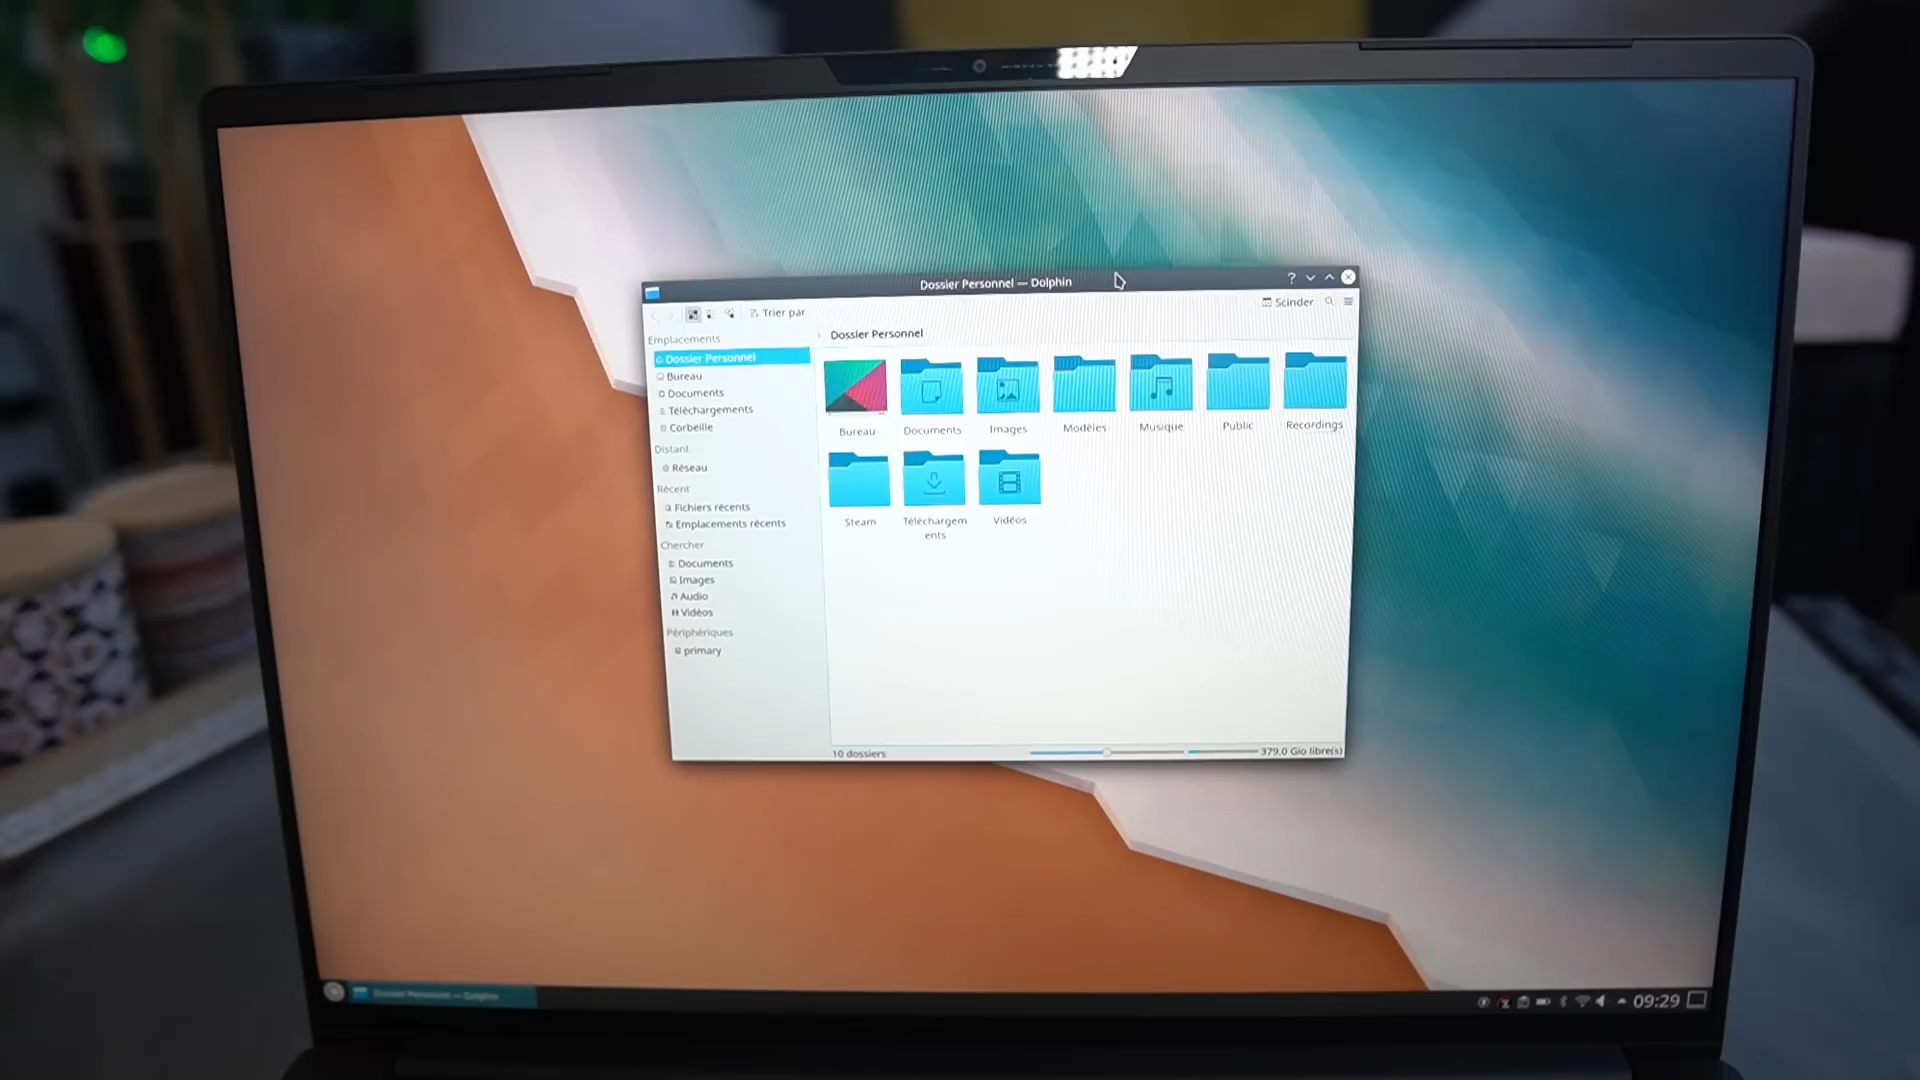 Dossier Personnel — Dolphin
Trier par
Scinder
Emplacements
Dossier Personnel
Dossier Personnel
Bureau
Documents
Téléchargements
Corbeille
Distant
Réseau
Récent
Fichiers récents
Emplacements récents
Chercher
Documents
Images
Audio
Vidéos
Périphériques
primary
Bureau
Documents
Images
Modèles
Musique
Public
Recordings
Steam
Téléchargem
ents
Vidéos
10 dossiers
379,0 Gio libre(s)
Dossier Personnel — Dolphin
09:29